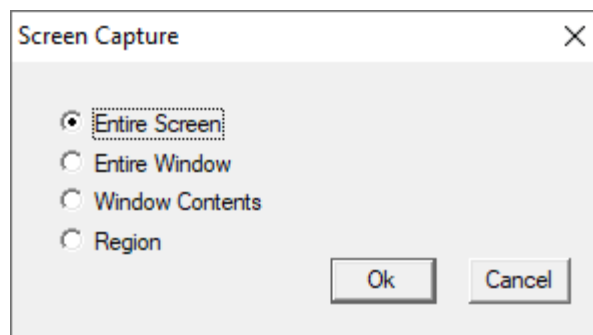 Screen Capture
Entire Screen
Entire Window
Window Contents
Region
Ok Cancel